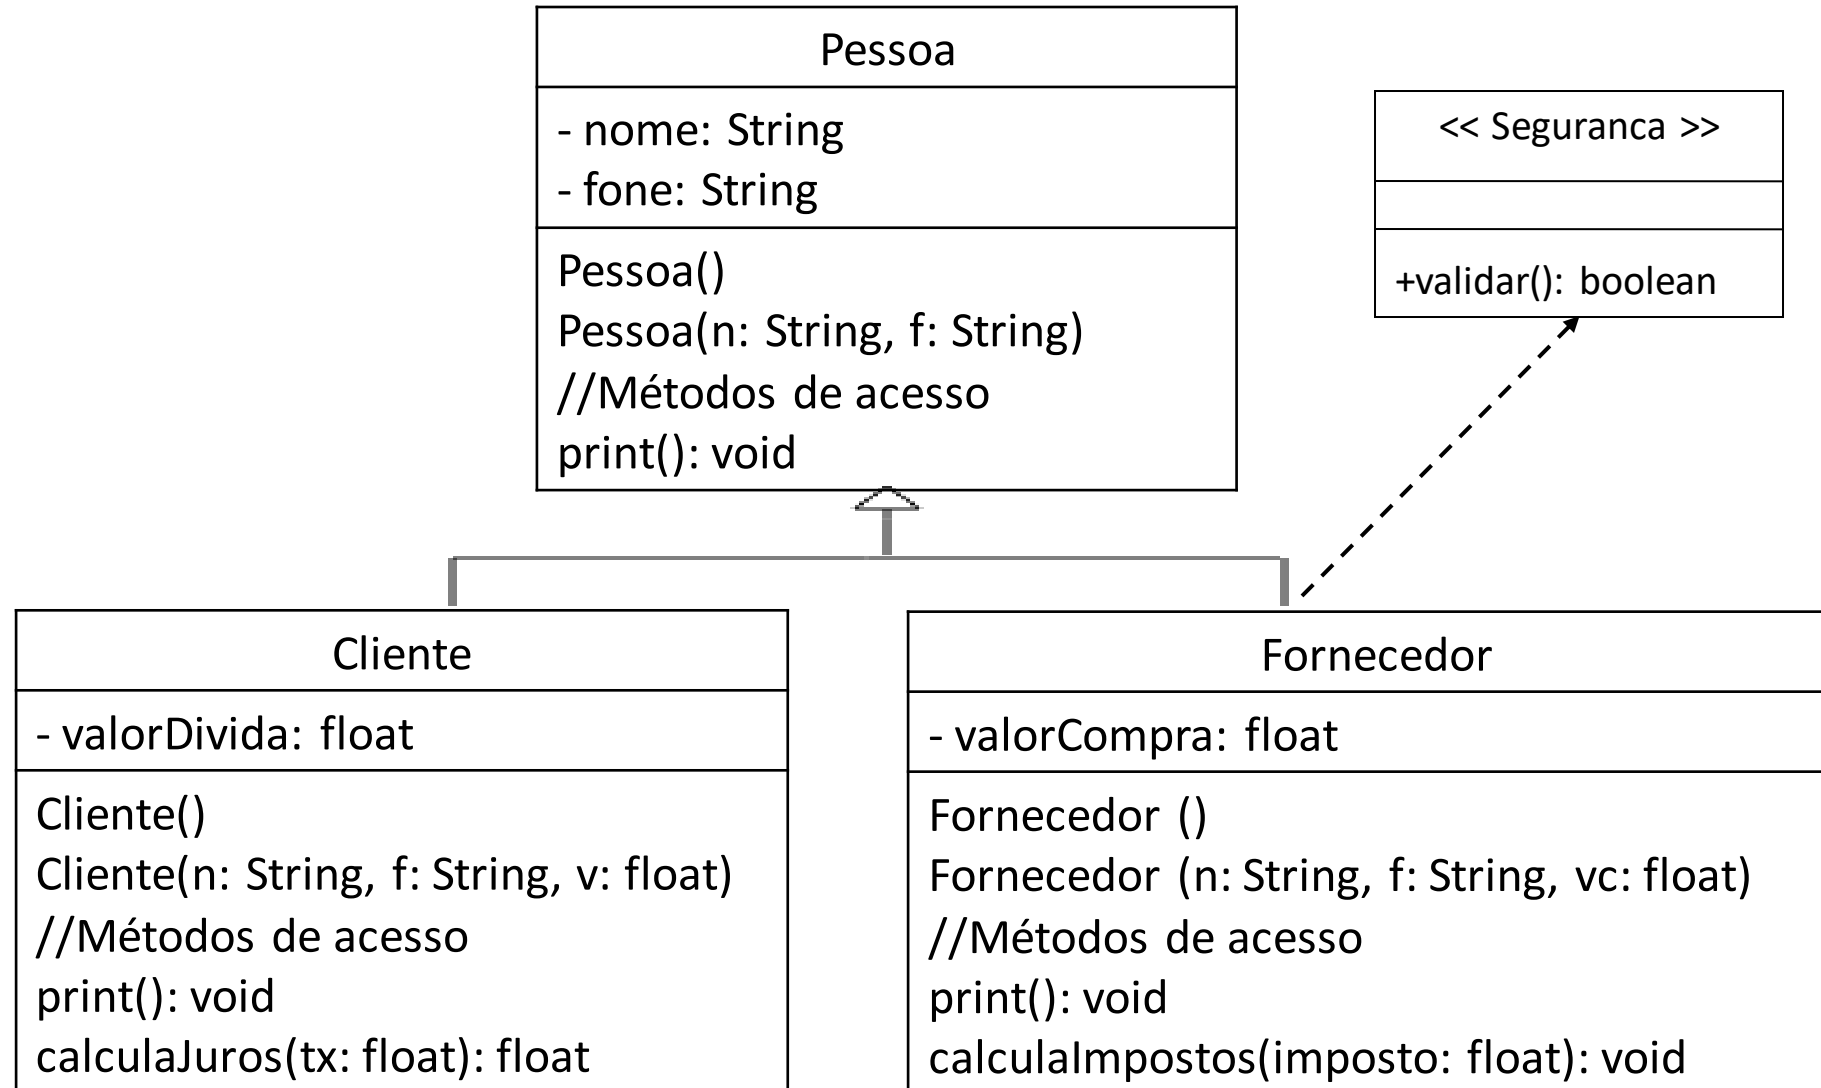 Pessoa
- nome: String
- fone: String
Pessoa()
Pessoa(n: String, f: String)
//Métodos de acesso
print(): void
<< Seguranca >>
+validar(): boolean
Cliente
- valorDivida: float
Cliente()
Cliente(n: String, f: String, v: float)
//Métodos de acesso
print(): void
calculaJuros(tx: float): float
Fornecedor
- valorCompra: float
Fornecedor ()
Fornecedor (n: String, f: String, vc: float)
//Métodos de acesso
print(): void
calculaImpostos(imposto: float): void